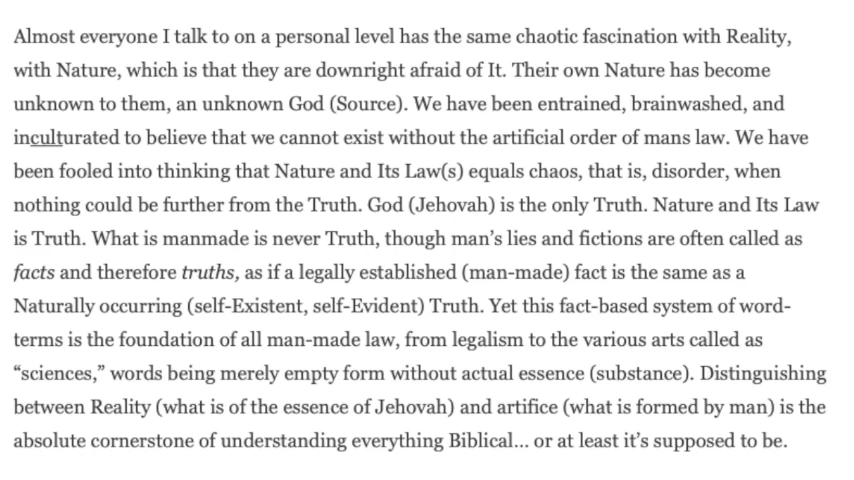 Almost everyone I talk to on a personal level has the same chaotic fascination with Reality,
with Nature, which is that they are downright afraid of It. Their own Nature has become
unknown to them, an unknown God (Source). We have been entrained, brainwashed, and
inculturated to believe that we cannot exist without the artificial order of mans law. We have
been fooled into thinking that Nature and Its Law(s) equals chaos, that is, disorder, when
nothing could be further from the Truth. God (Jehovah) is the only Truth. Nature and Its Law
is Truth. What is manmade is never Truth, though man’s lies and fictions are often called as
facts and therefore truths, as if a legally established (man-made) fact is the same as a
Naturally occurring (self-Existent, self-Evident) Truth. Yet this fact-based system of word-
terms is the foundation of all man-made law, from legalism to the various arts called as
“sciences,” words being merely empty form without actual essence (substance). Distinguishing
between Reality (what is of the essence of Jehovah) and artifice (what is formed by man) is the
absolute cornerstone of understanding everything Biblical… or at least it’s supposed to be.